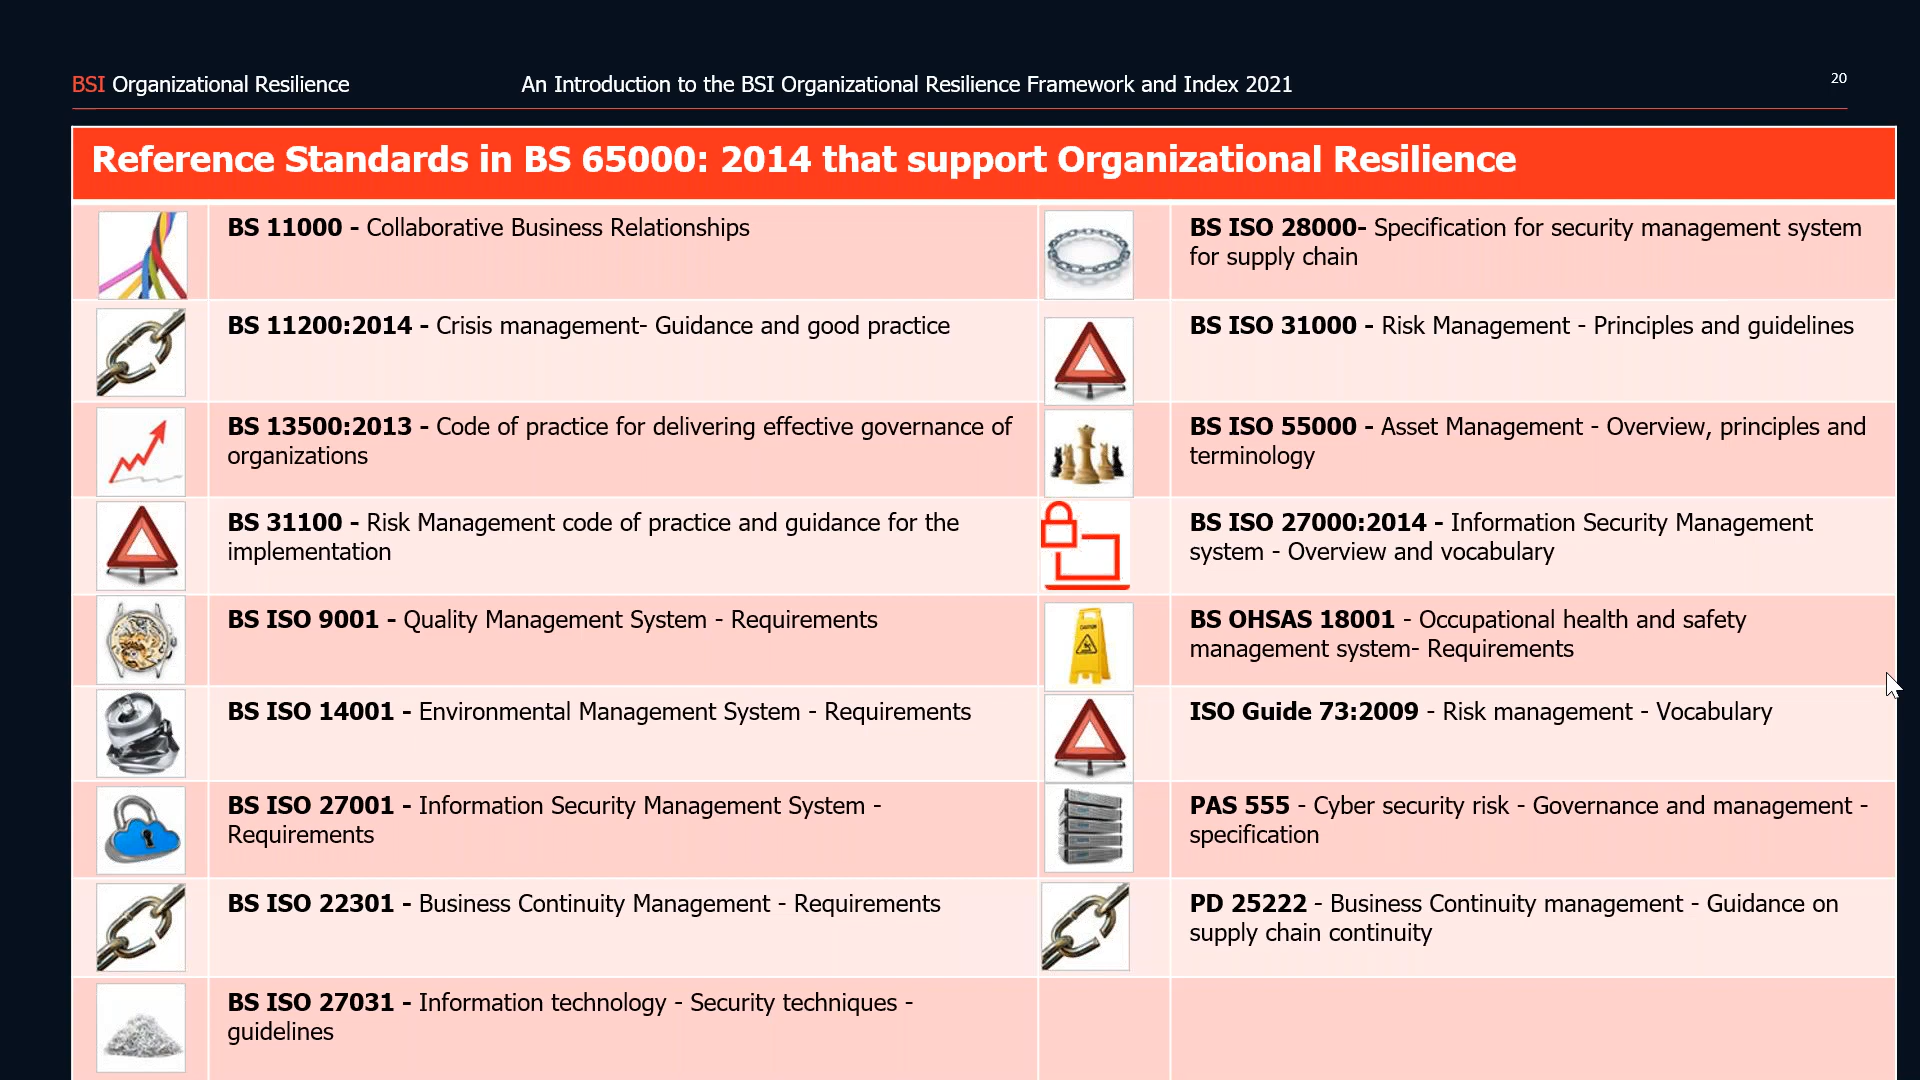 BSI Organizational Resilience
An Introduction to the BSI Organizational Resilience Framework and Index 2021
20
Reference Standards in BS 65000: 2014 that support Organizational Resilience
BS 11000 - Collaborative Business Relationships
BS ISO 28000- Specification for security management system
for supply chain
BS 11200:2014 - Crisis management- Guidance and good practice
BS ISO 31000 - Risk Management - Principles and guidelines
BS 13500:2013 - Code of practice for delivering effective governance of
organizations
BS ISO 55000 - Asset Management - Overview, principles and
terminology
BS 31100 - Risk Management code of practice and guidance for the
implementation
BS ISO 27000:2014 - Information Security Management
system - Overview and vocabulary
BS ISO 9001 - Quality Management System - Requirements
CAUTION
BS OHSAS 18001 - Occupational health and safety
management system- Requirements
BS ISO 14001 - Environmental Management System - Requirements
ISO Guide 73:2009 - Risk management - Vocabulary
BS ISO 27001 - Information Security Management System -
Requirements
PAS 555 - Cyber security risk - Governance and management -
specification
BS ISO 22301 - Business Continuity Management - Requirements
PD 25222 - Business Continuity management - Guidance on
supply chain continuity
BS ISO 27031 - Information technology - Security techniques -
guidelines